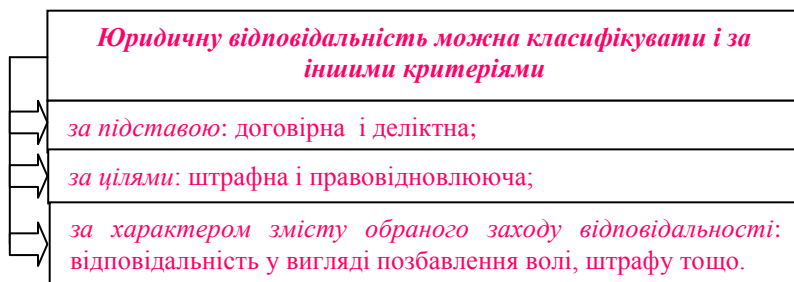 Юридичну відповідальність можна класифікувати і за
іншими критеріями
за підставою: договірна і деліктна;
за цілями: штрафна і правовідновлююча;
за характером змісту обраного заходу відповідальності:
відповідальність у вигляді позбавлення волі, штрафу тощо.